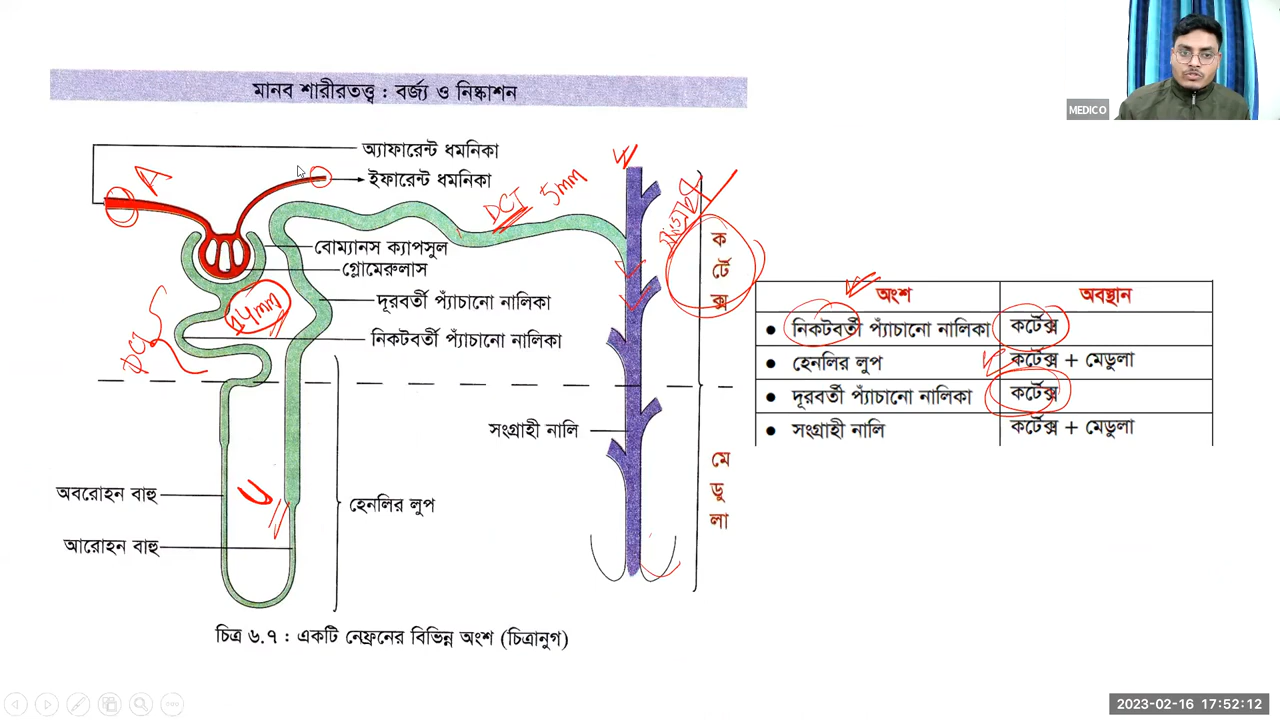 মানব শারীরতত্ত্ব : বর্জ্য ও নিষ্কাশন
MEDICO
অ্যাফারেন্ট ধমনিকা
A
ইফারেন্ট ধমনিকা
DCT 5mm
বোম্যানস ক্যাপসুল
গ্লোমেরুলাস
কর্টেক্স
দূরবর্তী প্যাঁচানো নালিকা
14mm
নিকটবর্তী প্যাঁচানো নালিকা
অংশ অবস্থান
• নিকটবর্তী প্যাঁচানো নালিকা কর্টেক্স
• হেনলির লুপ কর্টেক্স + মেডুলা
• দূরবর্তী প্যাঁচানো নালিকা কর্টেক্স
• সংগ্রাহী নালি কর্টেক্স + মেডুলা
সংগ্রাহী নালি
মেডুলা
অবরোহন বাহু
U
হেনলির লুপ
আরোহন বাহু
চিত্র ৬.৭ : একটি নেফ্রনের বিভিন্ন অংশ (চিত্রানুগ)
2023-02-16 17:52:12